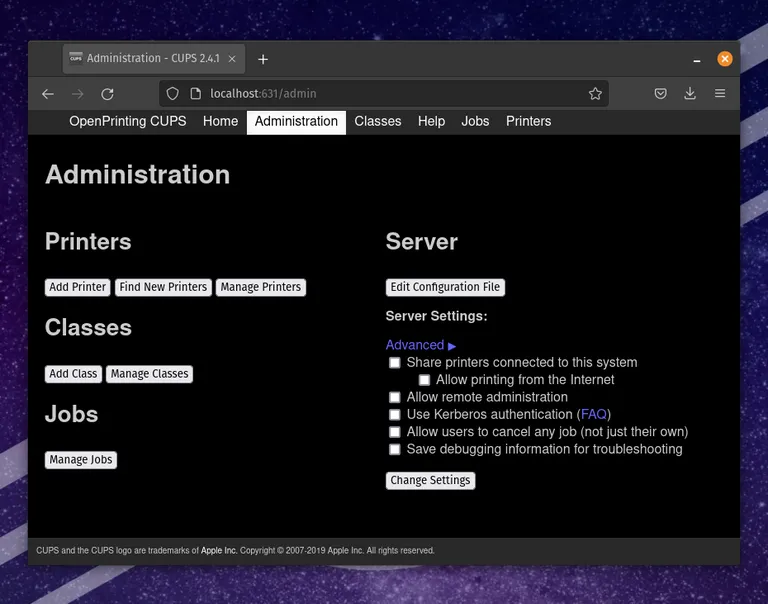 Administration - CUPS 2.4.1
localhost:631/admin
OpenPrinting CUPS Home Administration Classes Help Jobs Printers
Administration
Printers
Add Printer Find New Printers Manage Printers
Classes
Add Class Manage Classes
Jobs
Manage Jobs
Server
Edit Configuration File
Server Settings:
Advanced ▶
Share printers connected to this system
Allow printing from the Internet
Allow remote administration
Use Kerberos authentication (FAQ)
Allow users to cancel any job (not just their own)
Save debugging information for troubleshooting
Change Settings
CUPS and the CUPS logo are trademarks of Apple Inc. Copyright © 2007-2019 Apple Inc. All rights reserved.